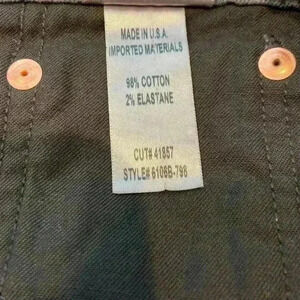 MADE IN U.S.A.
IMPORTED MATERIALS
98% COTTON
2% ELASTANE
CUT# 41857
STYLE# 6106B-798